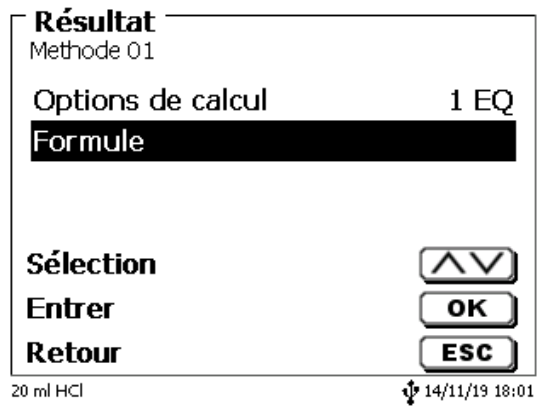 Résultat
Methode 01
Options de calcul 1 EQ
Formule
Sélection
Entrer OK
Retour ESC
20 ml HCl 14/11/19 18:01